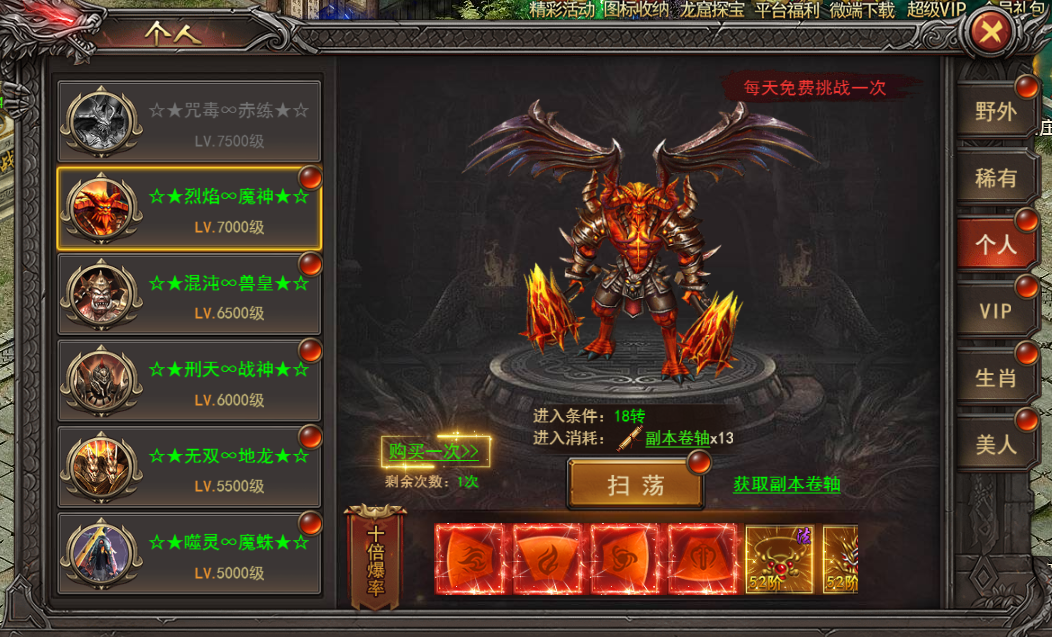 精彩活动 图标收纳 龙窟探宝 平台福利 微端下载 超级VIP 会员礼包
个人
每天免费挑战一次
☆★咒毒∞赤练★☆
LV.7500级
☆★烈焰∞魔神★☆
LV.7000级
☆★混沌∞兽皇★☆
LV.6500级
☆★刑天∞战神★☆
LV.6000级
☆★无双∞地龙★☆
LV.5500级
☆★噬灵∞魔蛛★☆
LV.5000级
进入条件：18转
进入消耗：副本卷轴x13
购买一次>>
剩余次数：1次
扫荡
获取副本卷轴
十倍爆率
法
52阶
52阶
野外
稀有
个人
VIP
生肖
美人